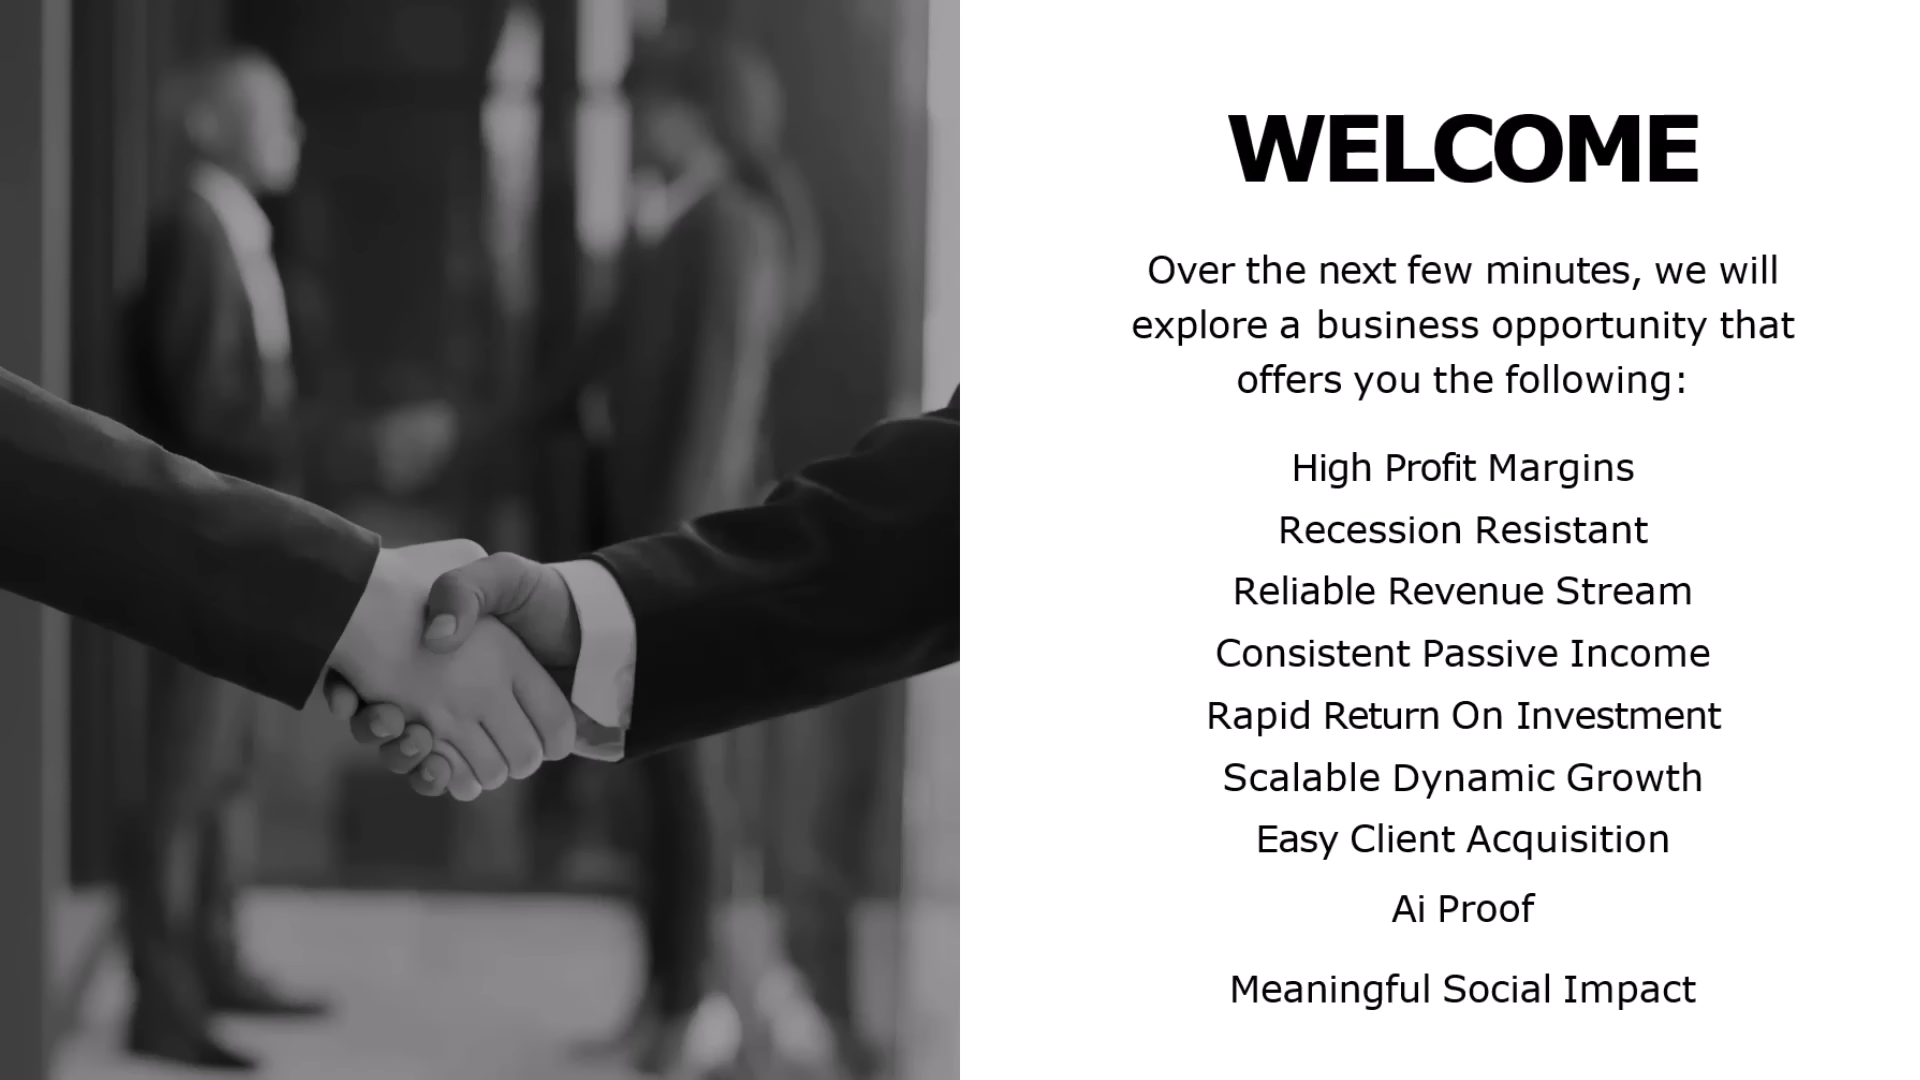 WELCOME
Over the next few minutes, we will
explore a business opportunity that
offers you the following:
High Profit Margins
Recession Resistant
Reliable Revenue Stream
Consistent Passive Income
Rapid Return On Investment
Scalable Dynamic Growth
Easy Client Acquisition
Ai Proof
Meaningful Social Impact